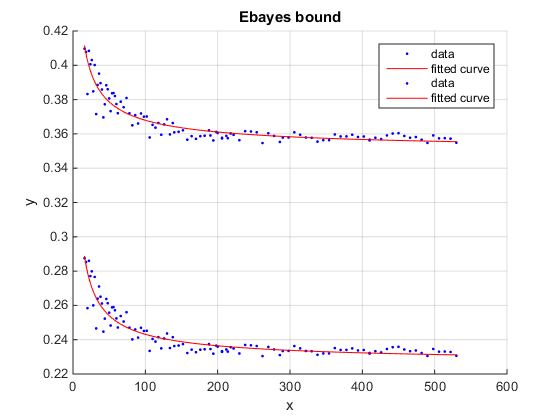 Ebayes bound
0.42
0.4
0.38
0.36
0.34
0.32
0.3
0.28
0.26
0.24
0.22
y
data
fitted curve
data
fitted curve
0 100 200 300 400 500 600
x